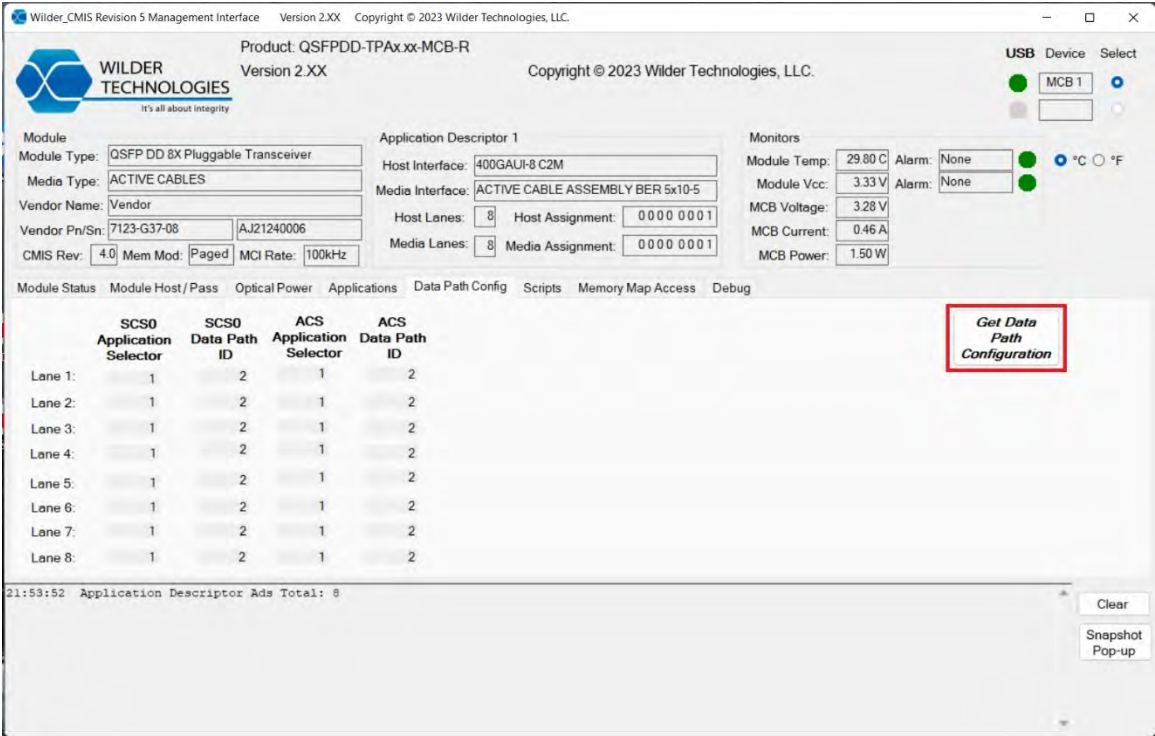 Wilder_CMIS Revision 5 Management Interface Version 2.XX Copyright © 2023 Wilder Technologies, LLC.
WILDER
TECHNOLOGIES
It's all about integrity
Product: QSFPDD-TPAx.xx-MCB-R
Version 2.XX
Copyright © 2023 Wilder Technologies, LLC.
USB Device Select
MCB 1
Module
Module Type: QSFP DD 8X Pluggable Transceiver
Media Type: ACTIVE CABLES
Vendor Name: Vendor
Vendor Pn/Sn: 7123-G37-08 AJ21240006
CMIS Rev: 4.0 Mem Mod: Paged MCI Rate: 100kHz
Application Descriptor 1
Host Interface: 400GAUI-8 C2M
Media Interface: ACTIVE CABLE ASSEMBLY BER 5x10-5
Host Lanes: 8 Host Assignment: 0000 0001
Media Lanes: 8 Media Assignment: 0000 0001
Monitors
Module Temp: 29.80 C Alarm: None °C °F
Module Vcc: 3.33 V Alarm: None
MCB Voltage: 3.28 V
MCB Current: 0.46 A
MCB Power: 1.50 W
Module Status Module Host / Pass Optical Power Applications Data Path Config Scripts Memory Map Access Debug
SCS0 SCS0 ACS ACS
Application Data Path Application Data Path
Selector ID Selector ID
Lane 1: 1 2 1 2
Lane 2: 1 2 1 2
Lane 3: 1 2 1 2
Lane 4: 1 2 1 2
Lane 5: 1 2 1 2
Lane 6: 1 2 1 2
Lane 7: 1 2 1 2
Lane 8: 1 2 1 2
Get Data
Path
Configuration
21:53:52 Application Descriptor Ads Total: 8
Clear
Snapshot
Pop-up